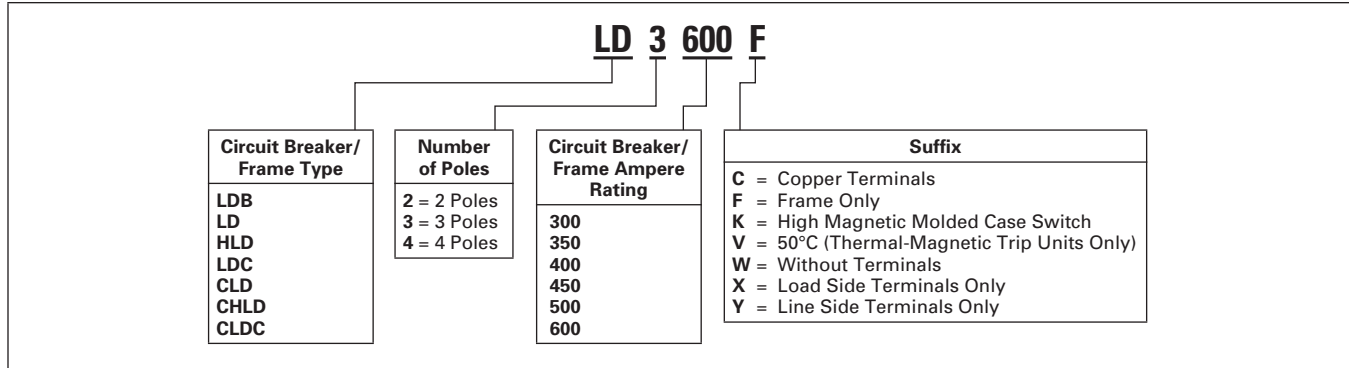 LD 3 600 F
Circuit Breaker/
Frame Type
LDB
LD
HLD
LDC
CLD
CHLD
CLDC
Number
of Poles
2 = 2 Poles
3 = 3 Poles
4 = 4 Poles
Circuit Breaker/
Frame Ampere
Rating
300
350
400
450
500
600
Suffix
C = Copper Terminals
F = Frame Only
K = High Magnetic Molded Case Switch
V = 50°C (Thermal-Magnetic Trip Units Only)
W = Without Terminals
X = Load Side Terminals Only
Y = Line Side Terminals Only